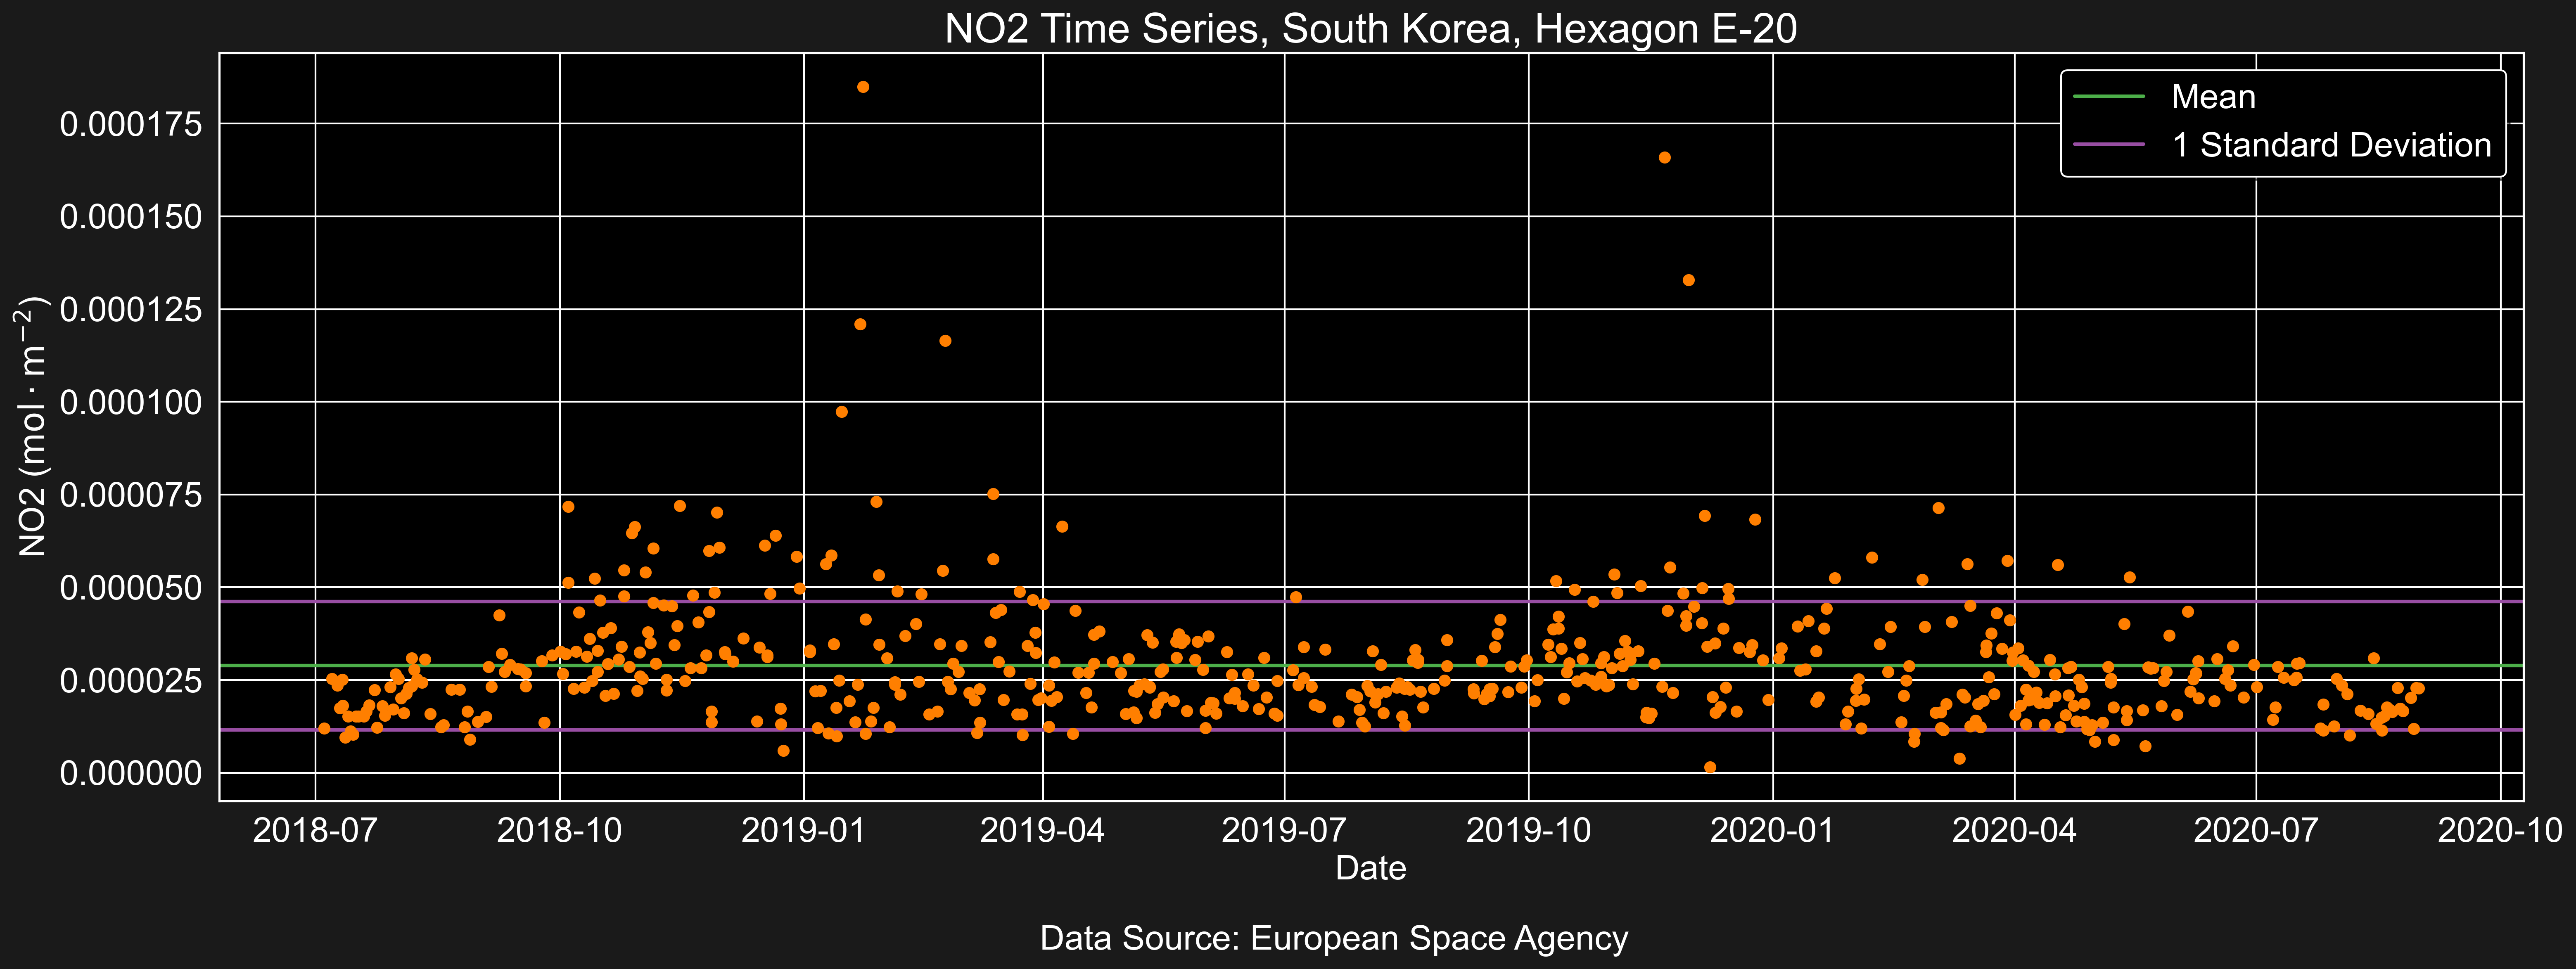 NO2 Time Series, South Korea, Hexagon E-20
Mean
1 Standard Deviation
NO2 (mol · m⁻²)
0.000175
0.000150
0.000125
0.000100
0.000075
0.000050
0.000025
0.000000
2018-07 2018-10 2019-01 2019-04 2019-07 2019-10 2020-01 2020-04 2020-07 2020-10
Date
Data Source: European Space Agency